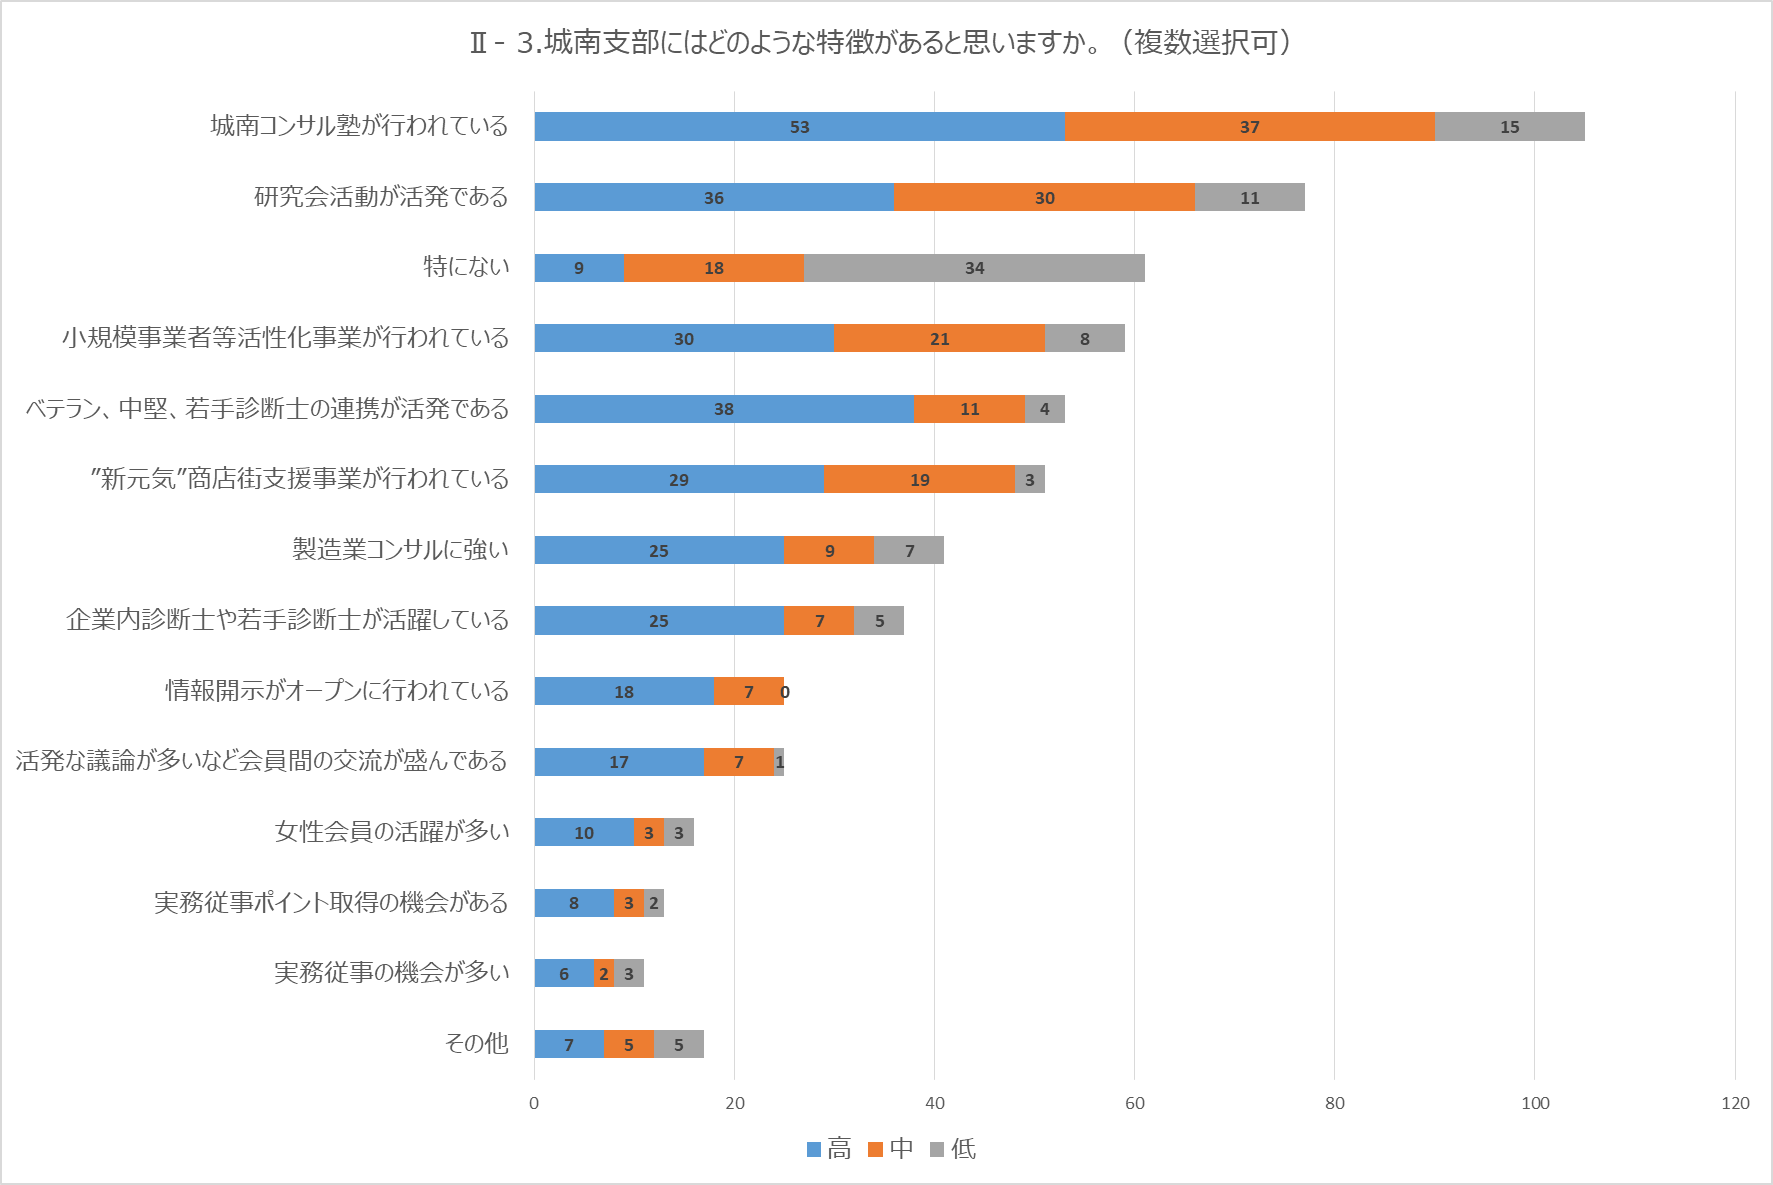 Ⅱ- 3.城南支部にはどのような特徴があると思いますか。（複数選択可）
城南コンサル塾が行われている 53 37 15
研究会活動が活発である 36 30 11
特にない 9 18 34
小規模事業者等活性化事業が行われている 30 21 8
ベテラン、中堅、若手診断士の連携が活発である 38 11 4
”新元気”商店街支援事業が行われている 29 19 3
製造業コンサルに強い 25 9 7
企業内診断士や若手診断士が活躍している 25 7 5
情報開示がオープンに行われている 18 7 0
活発な議論が多いなど会員間の交流が盛んである 17 7 1
女性会員の活躍が多い 10 3 3
実務従事ポイント取得の機会がある 8 3 2
実務従事の機会が多い 6 2 3
その他 7 5 5
0 20 40 60 80 100 120
高 中 低